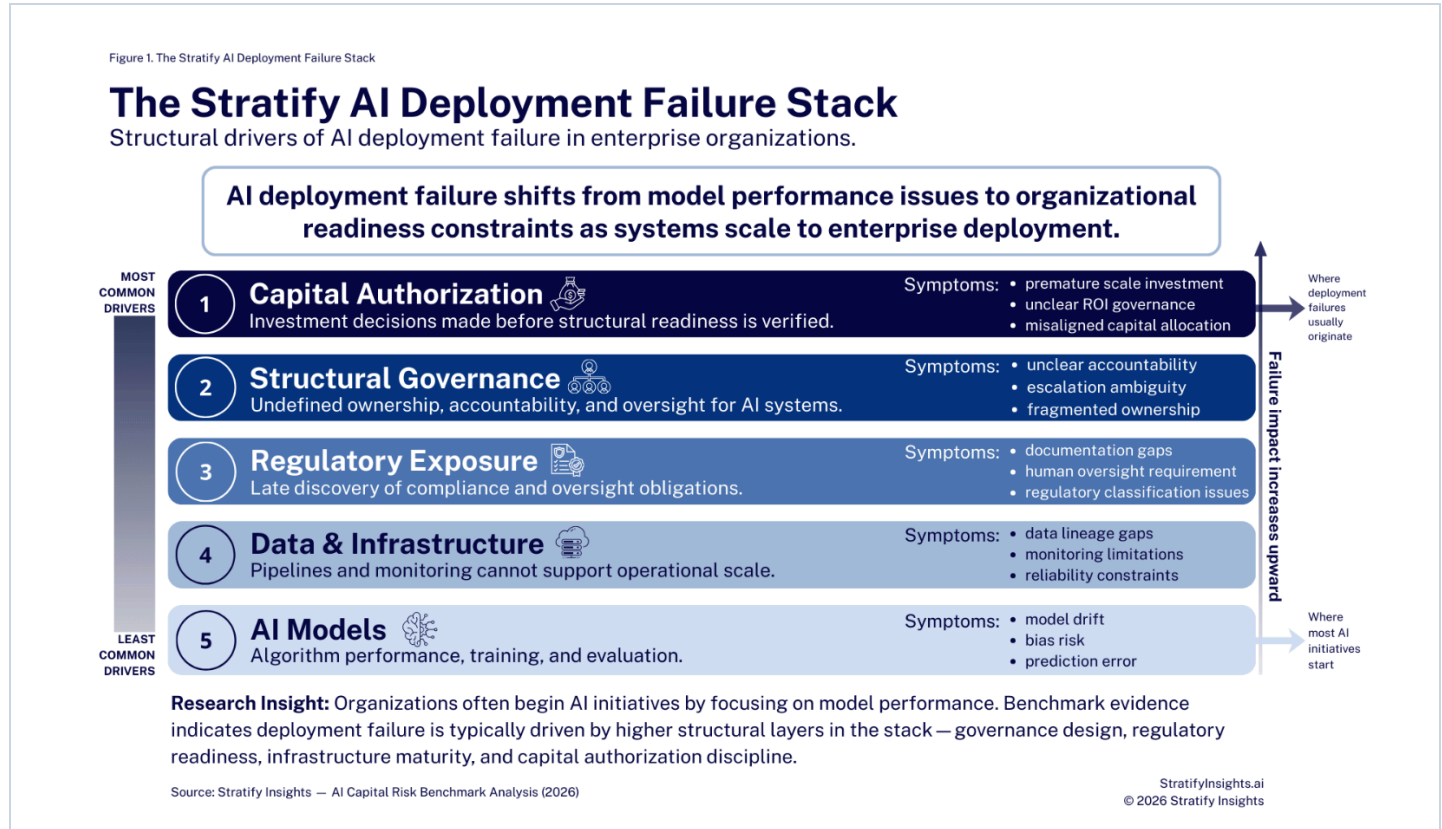 Figure 1. The Stratify AI Deployment Failure Stack
The Stratify AI Deployment Failure Stack
Structural drivers of AI deployment failure in enterprise organizations.
AI deployment failure shifts from model performance issues to organizational
readiness constraints as systems scale to enterprise deployment.
MOST
COMMON
DRIVERS
1
Capital Authorization
Investment decisions made before structural readiness is verified.
Symptoms:
• premature scale investment
• unclear ROI governance
• misaligned capital allocation
Where
deployment
failures
usually
originate
2
Structural Governance
Undefined ownership, accountability, and oversight for AI systems.
Symptoms:
• unclear accountability
• escalation ambiguity
• fragmented ownership
Failure impact increases upward
3
Regulatory Exposure
Late discovery of compliance and oversight obligations.
Symptoms:
• documentation gaps
• human oversight requirement
• regulatory classification issues
4
Data & Infrastructure
Pipelines and monitoring cannot support operational scale.
Symptoms:
• data lineage gaps
• monitoring limitations
• reliability constraints
LEAST
COMMON
DRIVERS
5
AI Models
Algorithm performance, training, and evaluation.
Symptoms:
• model drift
• bias risk
• prediction error
Where
most AI
initiatives
start
Research Insight: Organizations often begin AI initiatives by focusing on model performance. Benchmark evidence
indicates deployment failure is typically driven by higher structural layers in the stack — governance design, regulatory
readiness, infrastructure maturity, and capital authorization discipline.
Source: Stratify Insights — AI Capital Risk Benchmark Analysis (2026)
StratifyInsights.ai
© 2026 Stratify Insights